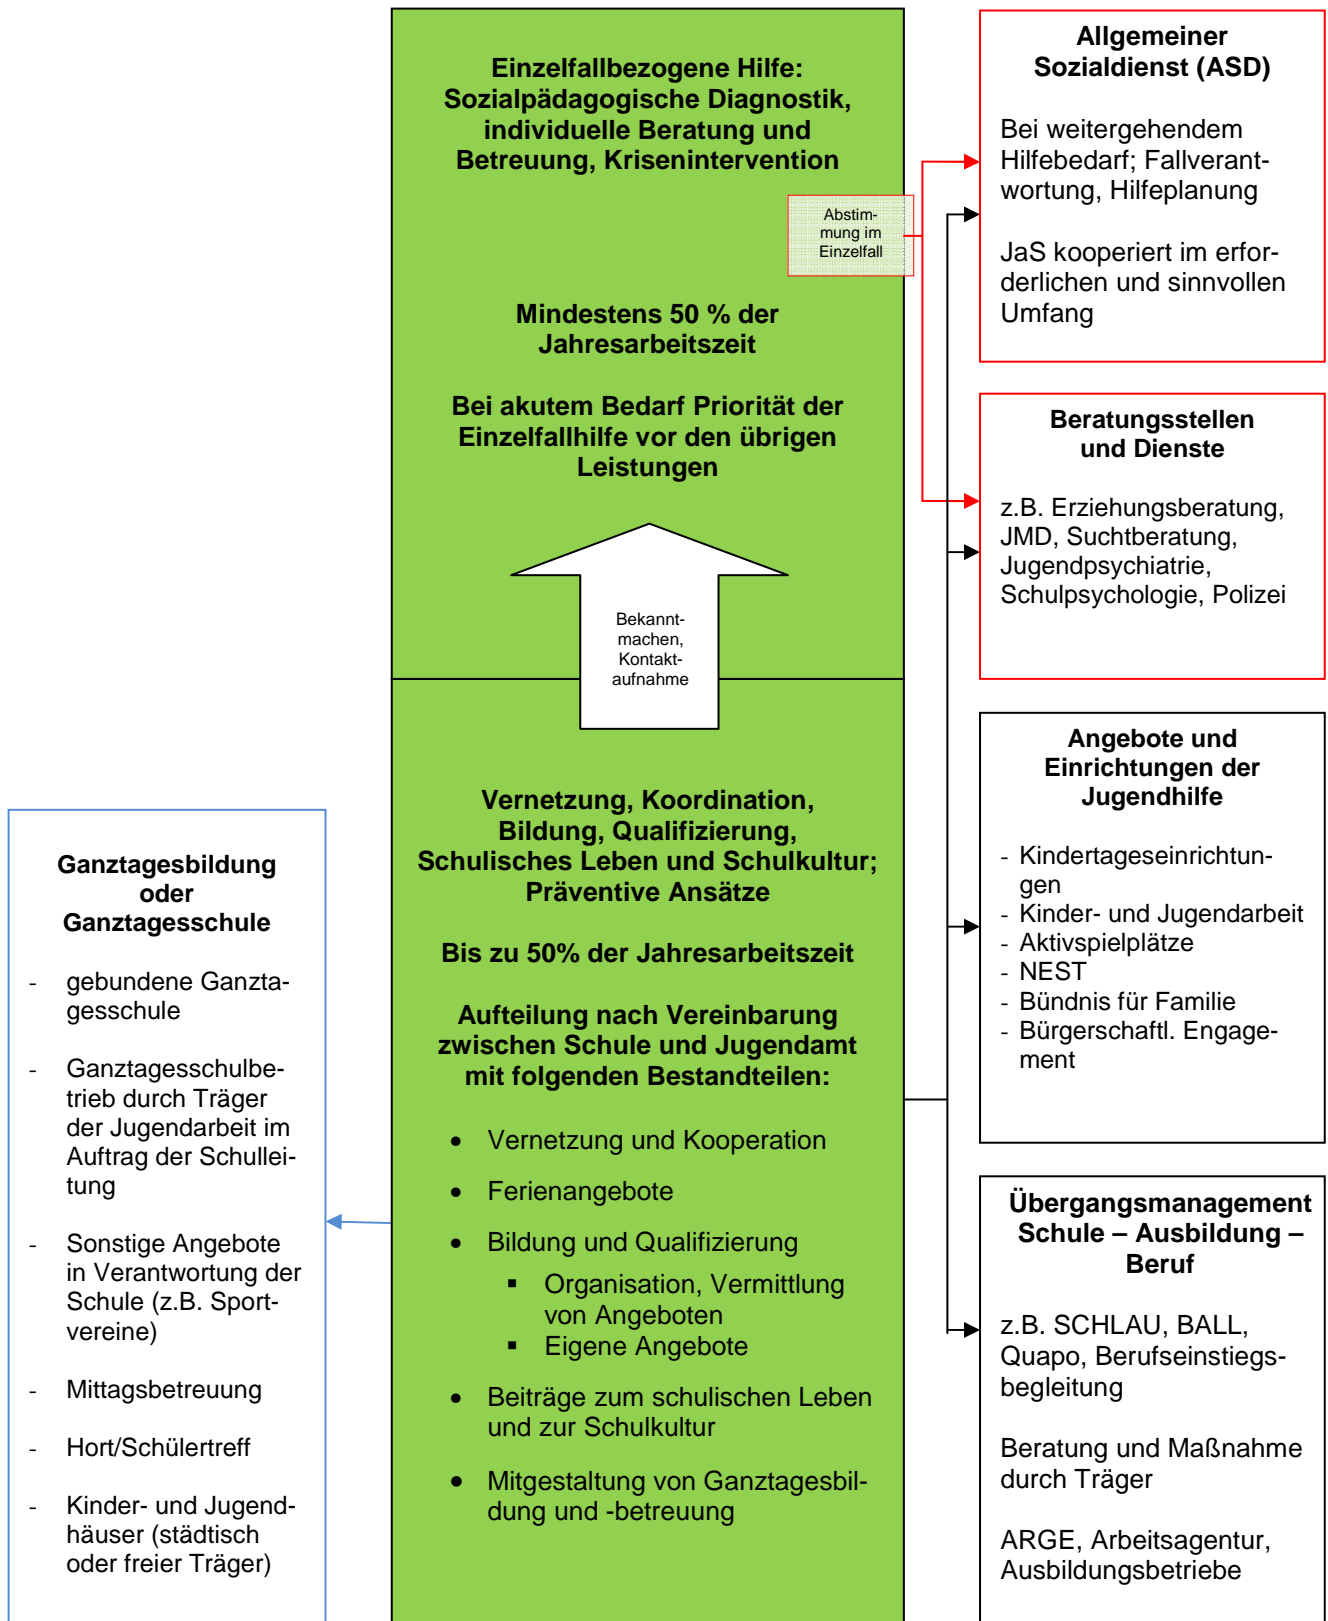 Einzelfallbezogene Hilfe:
Sozialpädagogische Diagnostik,
individuelle Beratung und
Betreuung, Krisenintervention
Abstim-
mung im
Einzelfall
Mindestens 50 % der
Jahresarbeitszeit
Bei akutem Bedarf Priorität der
Einzelfallhilfe vor den übrigen
Leistungen
Bekannt-
machen,
Kontakt-
aufnahme
Vernetzung, Koordination,
Bildung, Qualifizierung,
Schulisches Leben und Schulkultur;
Präventive Ansätze
Bis zu 50% der Jahresarbeitszeit
Aufteilung nach Vereinbarung
zwischen Schule und Jugendamt
mit folgenden Bestandteilen:
• Vernetzung und Kooperation
• Ferienangebote
• Bildung und Qualifizierung
▪ Organisation, Vermittlung
von Angeboten
▪ Eigene Angebote
• Beiträge zum schulischen Leben
und zur Schulkultur
• Mitgestaltung von Ganztagesbil-
dung und -betreuung
Ganztagesbildung
oder
Ganztagesschule
- gebundene Ganzta-
gesschule
- Ganztagesschulbe-
trieb durch Träger
der Jugendarbeit im
Auftrag der Schullei-
tung
- Sonstige Angebote
in Verantwortung der
Schule (z.B. Sport-
vereine)
- Mittagsbetreuung
- Hort/Schülertreff
- Kinder- und Jugend-
häuser (städtisch
oder freier Träger)
Allgemeiner
Sozialdienst (ASD)
Bei weitergehendem
Hilfebedarf; Fallverant-
wortung, Hilfeplanung
JaS kooperiert im erfor-
derlichen und sinnvollen
Umfang
Beratungsstellen
und Dienste
z.B. Erziehungsberatung,
JMD, Suchtberatung,
Jugendpsychiatrie,
Schulpsychologie, Polizei
Angebote und
Einrichtungen der
Jugendhilfe
- Kindertageseinrichtun-
gen
- Kinder- und Jugendarbeit
- Aktivspielplätze
- NEST
- Bündnis für Familie
- Bürgerschaftl. Engage-
ment
Übergangsmanagement
Schule – Ausbildung –
Beruf
z.B. SCHLAU, BALL,
Quapo, Berufseinstiegs-
begleitung
Beratung und Maßnahme
durch Träger
ARGE, Arbeitsagentur,
Ausbildungsbetriebe